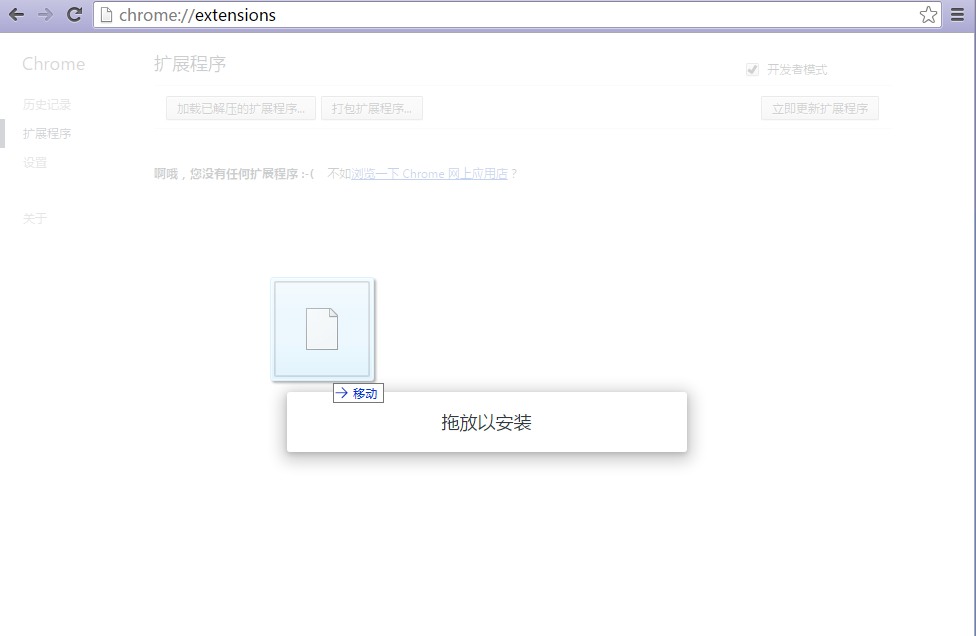 chrome://extensions
Chrome
扩展程序
开发者模式
历史记录
加载已解压的扩展程序...
打包扩展程序...
立即更新扩展程序
扩展程序
设置
啊哦，您没有任何扩展程序 :-( 不如浏览一下 Chrome 网上应用店？
关于
移动
拖放以安装